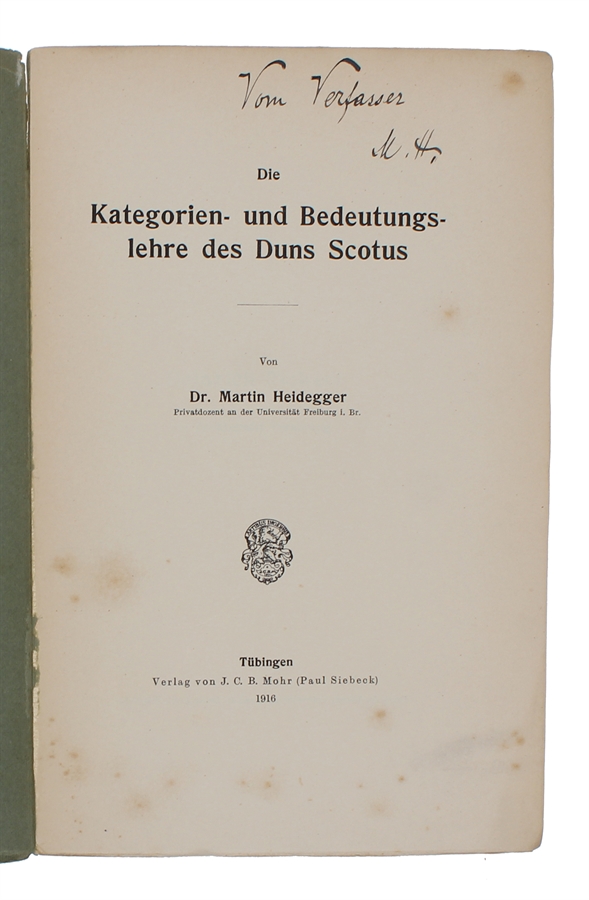 Vom Verfasser
M. H.
Die
Kategorien- und Bedeutungs-
lehre des Duns Scotus
Von
Dr. Martin Heidegger
Privatdozent an der Universität Freiburg i. Br.
Tübingen
Verlag von J. C. B. Mohr (Paul Siebeck)
1916